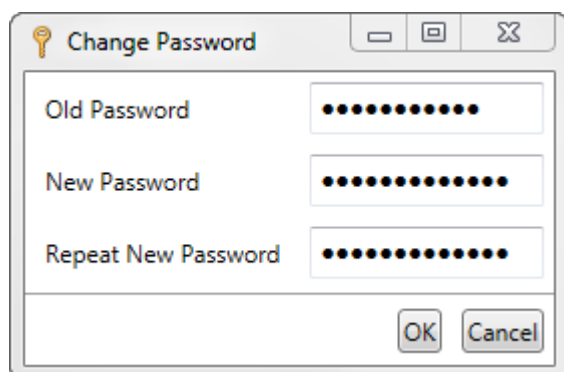 Change Password
Old Password ●●●●●●●●●●●
New Password ●●●●●●●●●●●●●
Repeat New Password ●●●●●●●●●●●●●
OK Cancel